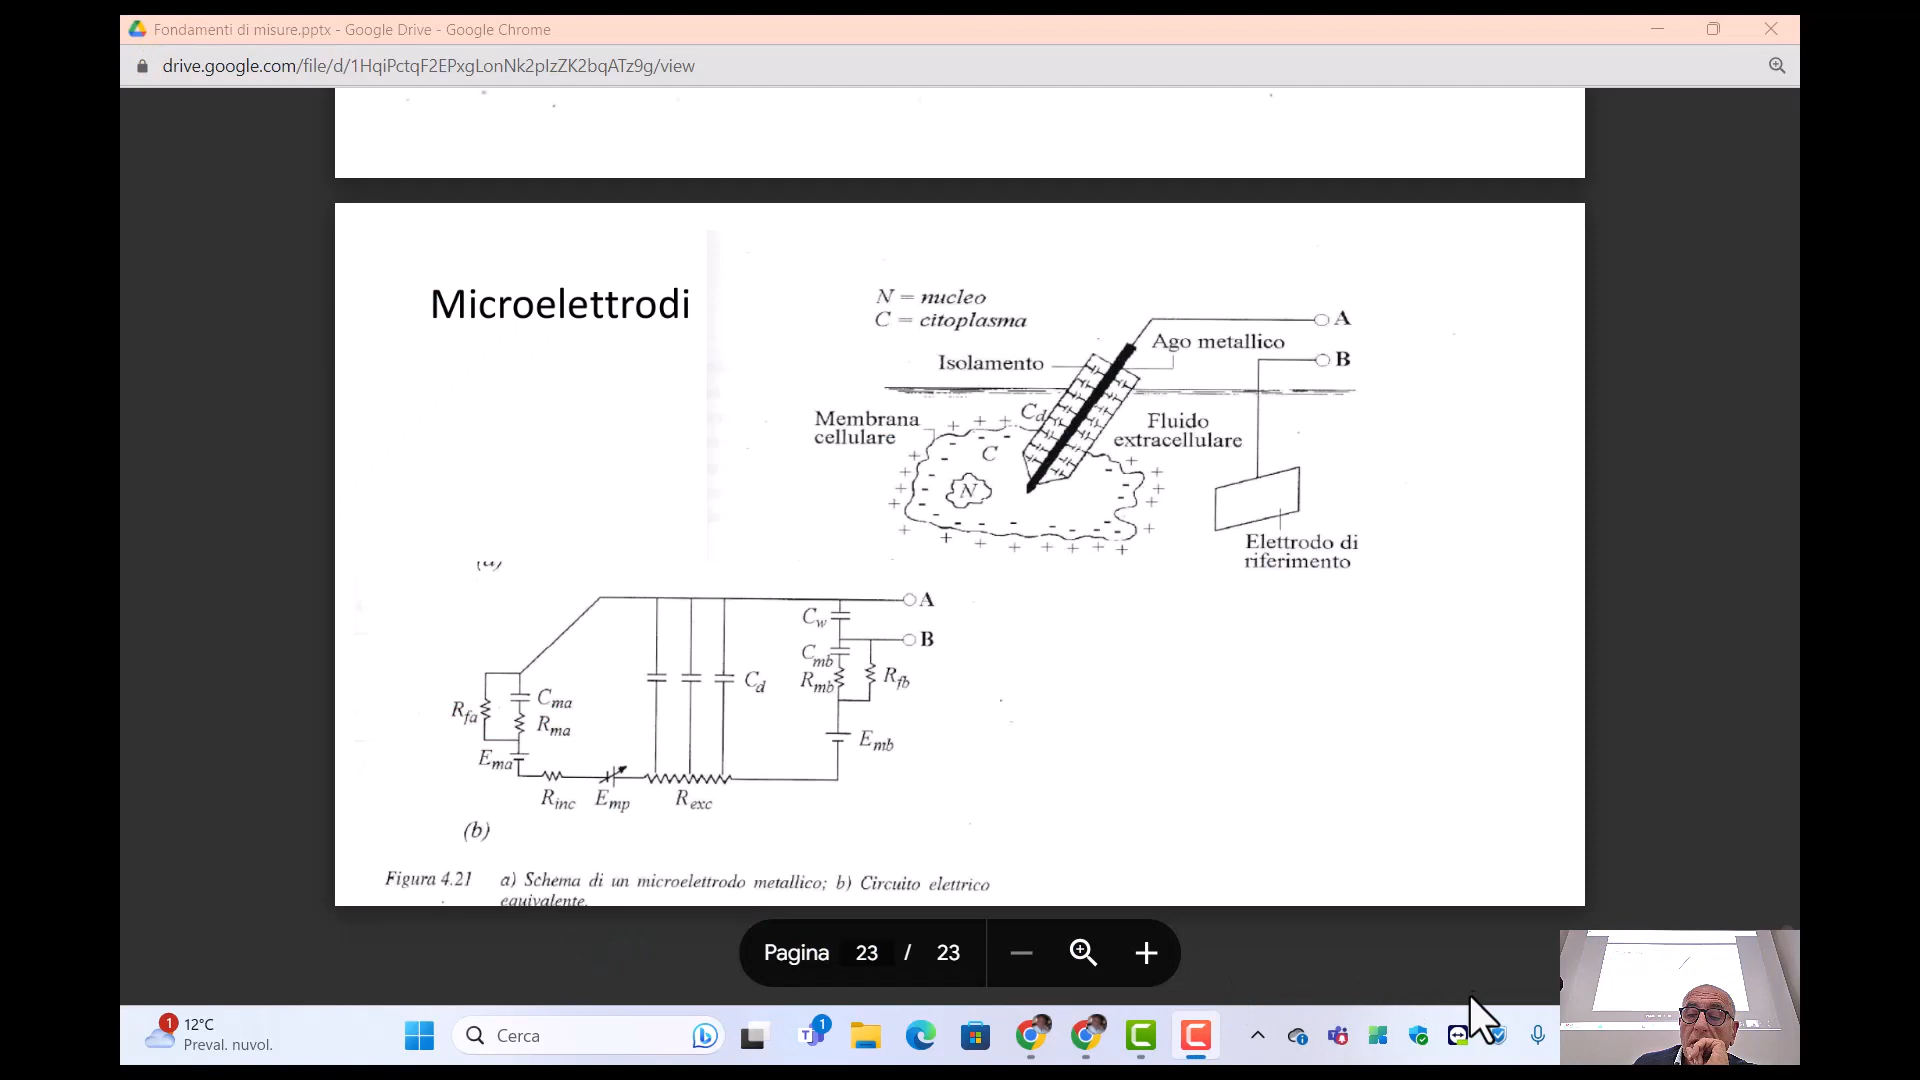 Fondamenti di misure.pptx - Google Drive - Google Chrome
drive.google.com/file/d/1HqiPctqF2EPxgLonNk2pIzZK2bqATz9g/view
Microelettrodi
N = nucleo
C = citoplasma
A
Ago metallico
B
Isolamento
Cd
Membrana
cellulare
Fluido
extracellulare
C
N
Elettrodo di
riferimento
(a)
A
Cw
B
Cmb
Rmb
Rfb
Cd
Cma
Rfa
Rma
Ema
Emb
Rinc
Emp
Rexc
(b)
Figura 4.21 a) Schema di un microelettrodo metallico; b) Circuito elettrico
equivalente.
Pagina 23 / 23
1
12°C
Preval. nuvol.
Cerca
1